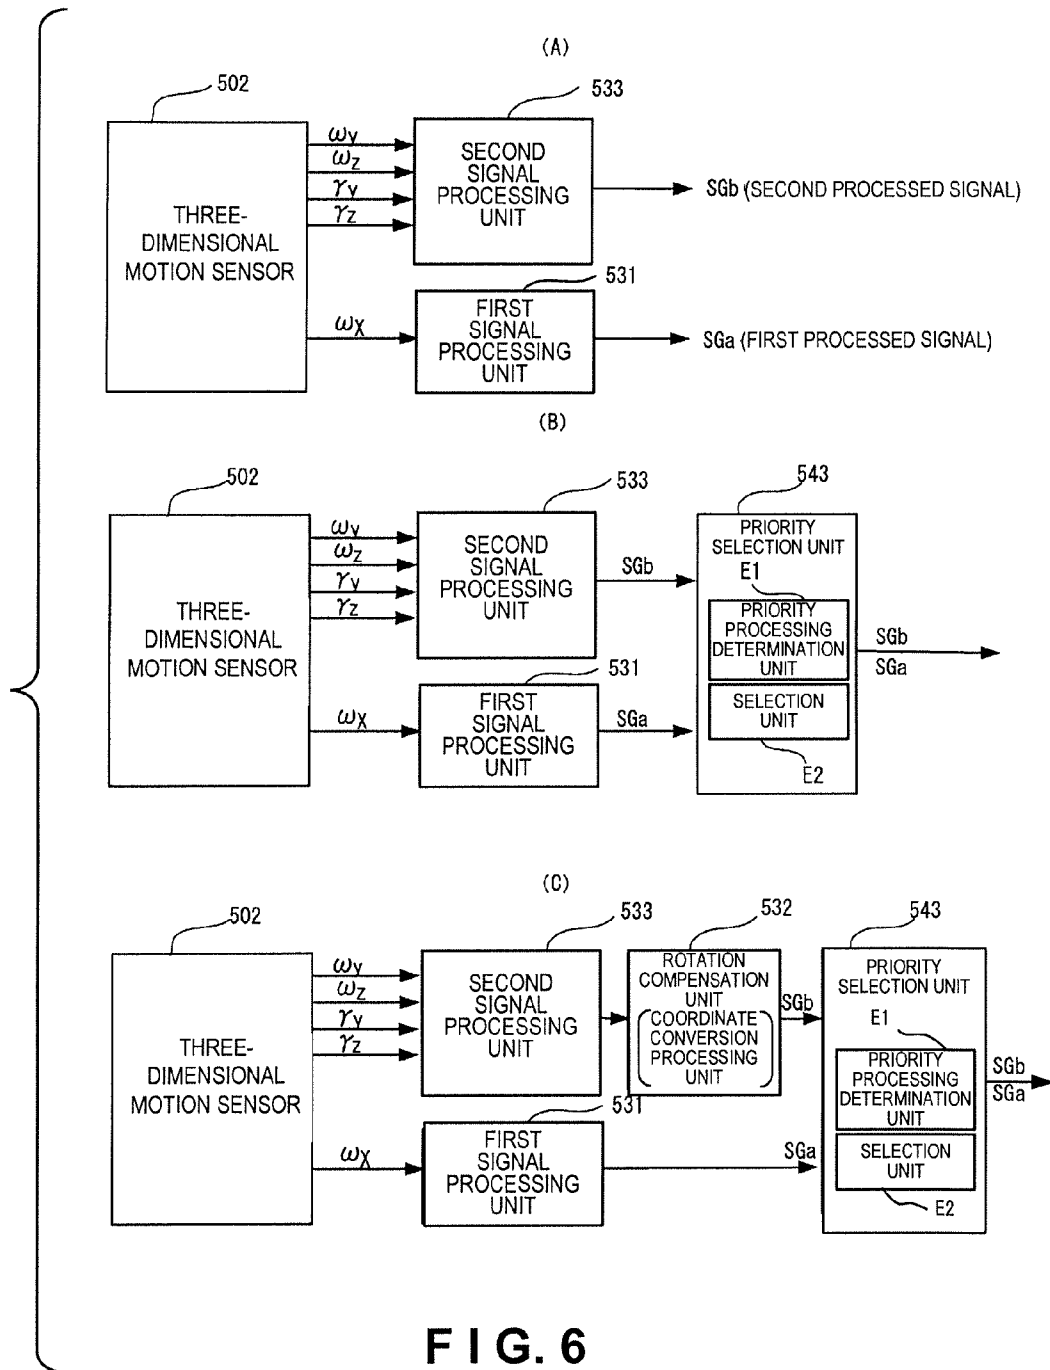 (A)
502
533
THREE-
DIMENSIONAL
MOTION SENSOR
ωy
ωz
γy
γz
SECOND
SIGNAL
PROCESSING
UNIT
SGb (SECOND PROCESSED SIGNAL)
531
ωX
FIRST
SIGNAL
PROCESSING
UNIT
SGa (FIRST PROCESSED SIGNAL)
(B)
502
533
543
THREE-
DIMENSIONAL
MOTION SENSOR
ωy
ωz
γy
γz
SECOND
SIGNAL
PROCESSING
UNIT
SGb
531
ωX
FIRST
SIGNAL
PROCESSING
UNIT
SGa
PRIORITY
SELECTION UNIT
E1
PRIORITY
PROCESSING
DETERMINATION
UNIT
SELECTION
UNIT
E2
SGb
SGa
(C)
502
533
532
543
THREE-
DIMENSIONAL
MOTION SENSOR
ωy
ωz
γy
γz
SECOND
SIGNAL
PROCESSING
UNIT
ROTATION
COMPENSATION
UNIT
(COORDINATE
CONVERSION
PROCESSING
UNIT)
SGb
531
ωX
FIRST
SIGNAL
PROCESSING
UNIT
SGa
PRIORITY
SELECTION UNIT
E1
PRIORITY
PROCESSING
DETERMINATION
UNIT
SELECTION
UNIT
E2
SGb
SGa
FIG. 6